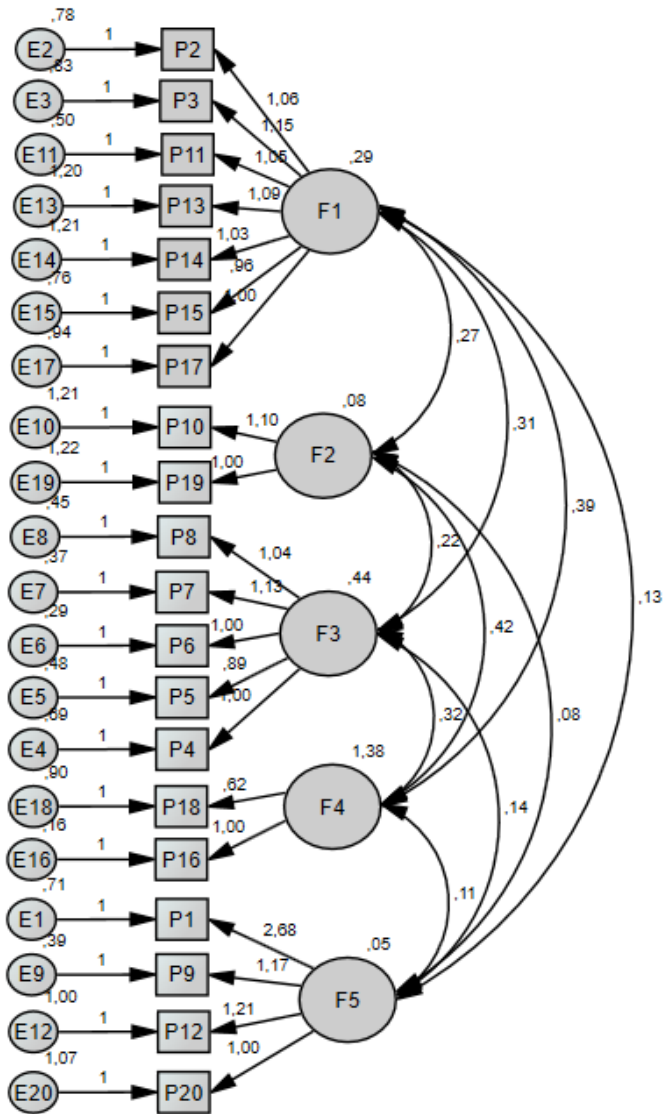 ,78
E2 1 P2 1,06
,83
E3 1 P3 1,15
,50
E11 1 P11 1,05 ,29
1,20
E13 1 P13 1,09 F1
1,21
E14 1 P14 1,03
,76
E15 1 P15 ,96
,94
E17 1 P17 1,00 ,27
1,21
E10 1 P10 1,10 ,08 ,31
1,22
E19 1 P19 1,00 F2
,45
E8 1 P8 1,04 ,22 ,39
,37
E7 1 P7 1,13 ,44 ,13
,29
E6 1 P6 1,00 F3 ,42
,48
E5 1 P5 ,89
,69
E4 1 P4 1,00 ,32 ,08
,90
E18 1 P18 ,62 1,38
,16
E16 1 P16 1,00 F4 ,14
,71
E1 1 P1 2,68 ,11
,39
E9 1 P9 1,17 ,05
1,00
E12 1 P12 1,21 F5
1,07
E20 1 P20 1,00